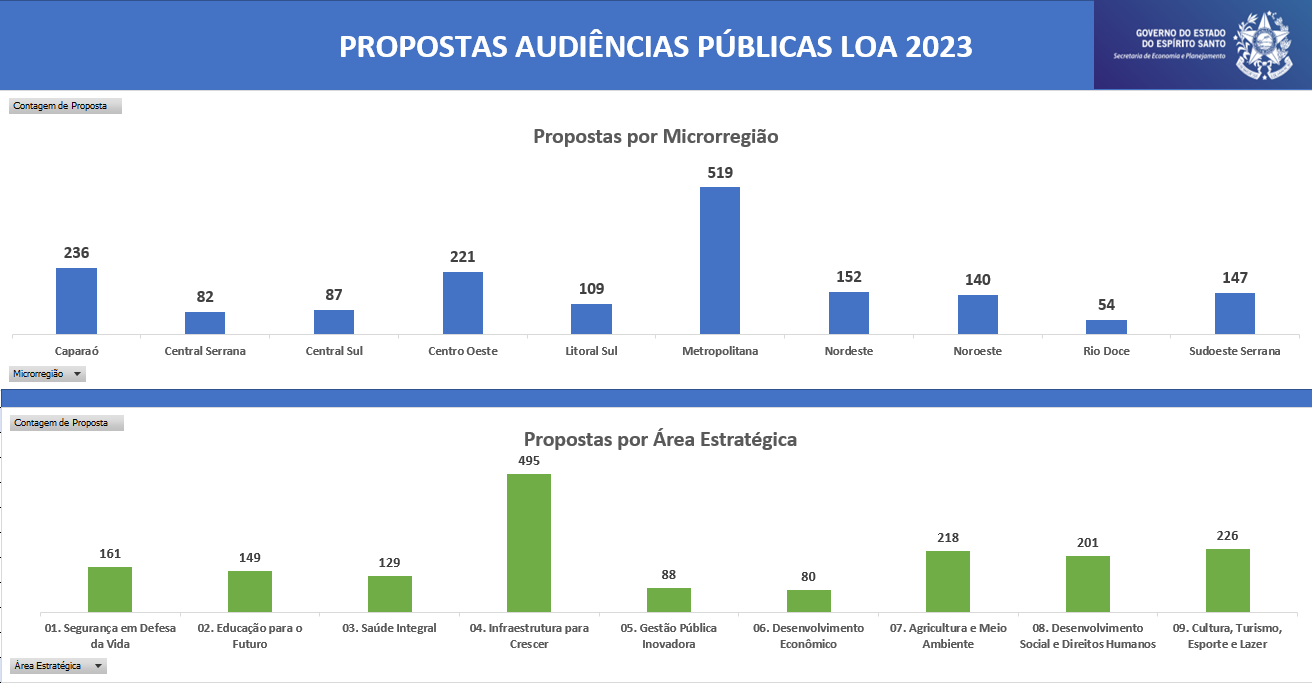 PROPOSTAS AUDIÊNCIAS PÚBLICAS LOA 2023
GOVERNO DO ESTADO
DO ESPÍRITO SANTO
Secretaria de Economia e Planejamento
Contagem de Proposta
Propostas por Microrregião
236
82
87
221
109
519
152
140
54
147
Caparaó
Central Serrana
Central Sul
Centro Oeste
Litoral Sul
Metropolitana
Nordeste
Noroeste
Rio Doce
Sudoeste Serrana
Microrregião
Contagem de Proposta
Propostas por Área Estratégica
161
149
129
495
88
80
218
201
226
01. Segurança em Defesa
da Vida
02. Educação para o
Futuro
03. Saúde Integral
04. Infraestrutura para
Crescer
05. Gestão Pública
Inovadora
06. Desenvolvimento
Econômico
07. Agricultura e Meio
Ambiente
08. Desenvolvimento
Social e Direitos Humanos
09. Cultura, Turismo,
Esporte e Lazer
Área Estratégica